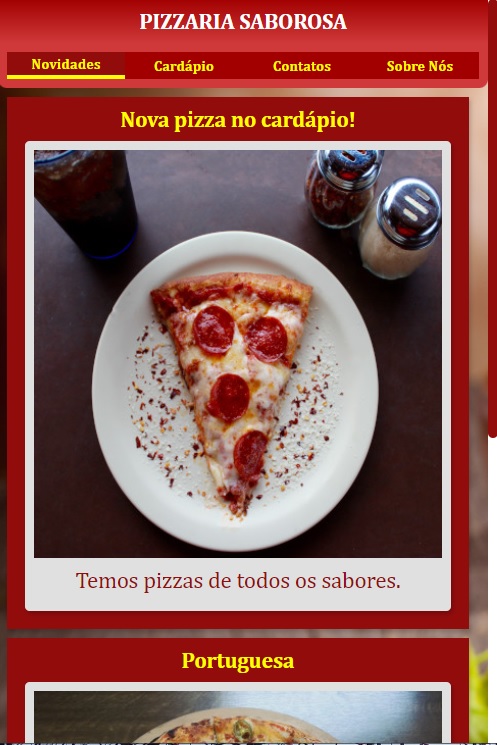 PIZZARIA SABOROSA
Novidades Cardápio Contatos Sobre Nós
Nova pizza no cardápio!
Temos pizzas de todos os sabores.
Portuguesa